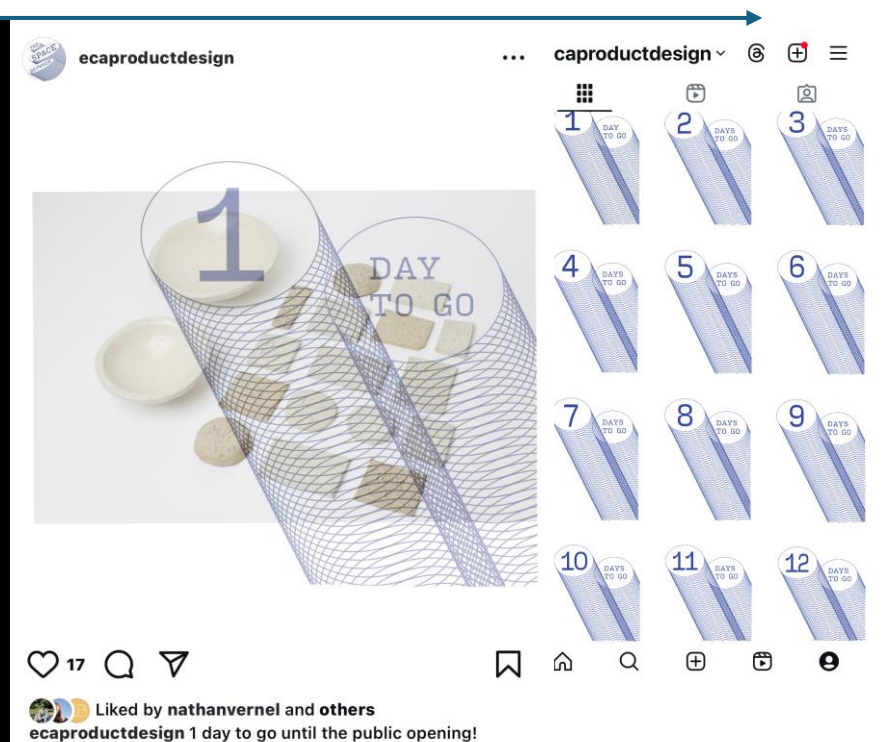 THE
SPACE
BETWEEN
ecaproductdesign
1
DAY
TO GO
17
Liked by nathanvernel and others
ecaproductdesign 1 day to go until the public opening!
caproductdesign
1 DAY
TO GO
2 DAYS
TO GO
3 DAYS
TO GO
4 DAYS
TO GO
5 DAYS
TO GO
6 DAYS
TO GO
7 DAYS
TO GO
8 DAYS
TO GO
9 DAYS
TO GO
10 DAYS
TO GO
11 DAYS
TO GO
12 DAYS
TO GO